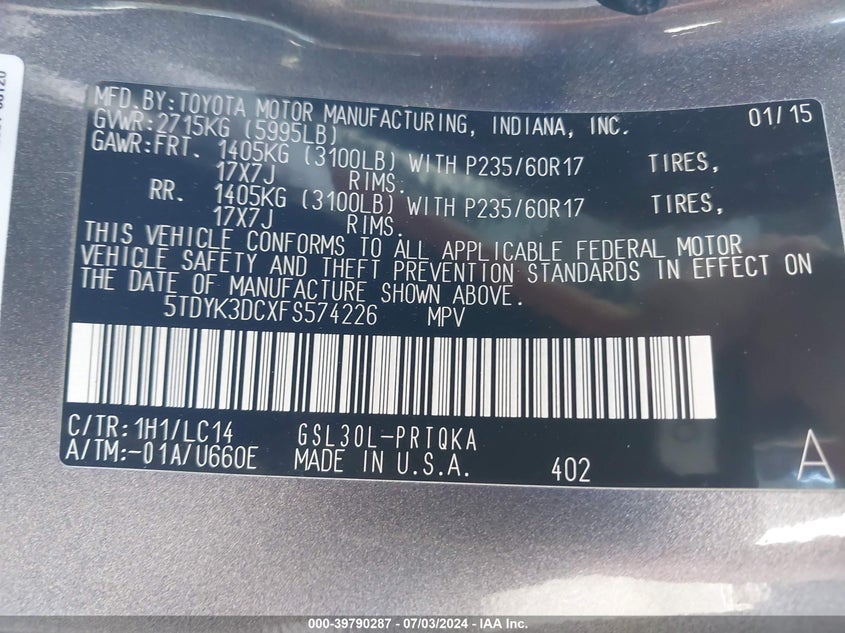 MFD.BY:TOYOTA MOTOR MANUFACTURING, INDIANA, INC. 01/15
GVWR:2715KG (5995LB)
GAWR:FRT. 1405KG (3100LB) WITH P235/60R17 TIRES,
17X7J RIMS.
RR. 1405KG (3100LB) WITH P235/60R17 TIRES,
17X7J RIMS.
THIS VEHICLE CONFORMS TO ALL APPLICABLE FEDERAL MOTOR
VEHICLE SAFETY AND THEFT PREVENTION STANDARDS IN EFFECT ON
THE DATE OF MANUFACTURE SHOWN ABOVE.
5TDYK3DCXFS574226 MPV
C/TR:1H1/LC14 GSL30L-PRTQKA
A/TM:-01A/U660E MADE IN U.S.A. 402 A
000-39790287 - 07/03/2024 - IAA Inc.